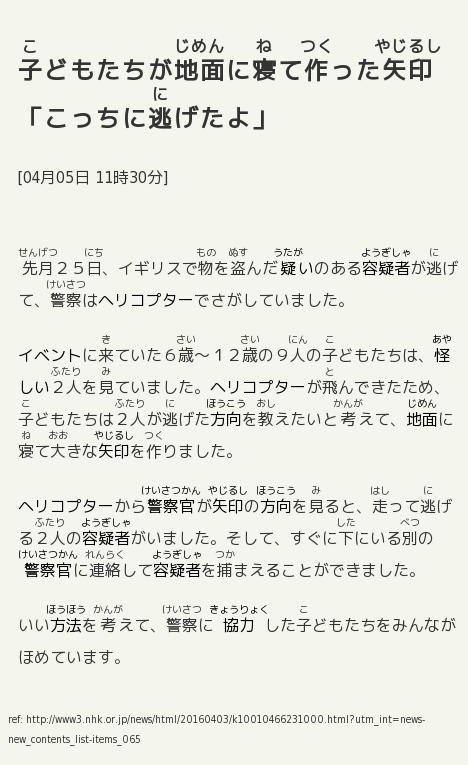 子どもたちが地面に寝て作った矢印
「こっちに逃げたよ」
[04月05日 11時30分]
先月２５日、イギリスで物を盗んだ疑いのある容疑者が逃げ
て、警察はヘリコプターでさがしていました。
イベントに来ていた６歳～１２歳の９人の子どもたちは、怪
しい２人を見ていました。ヘリコプターが飛んできたため、
子どもたちは２人が逃げた方向を教えたいと考えて、地面に
寝て大きな矢印を作りました。
ヘリコプターから警察官が矢印の方向を見ると、走って逃げ
る２人の容疑者がいました。そして、すぐに下にいる別の
警察官に連絡して容疑者を捕まえることができました。
いい方法を考えて、警察に協力した子どもたちをみんなが
ほめています。
ref: http://www3.nhk.or.jp/news/html/20160403/k10010466231000.html?utm_int=news-
new_contents_list-items_065